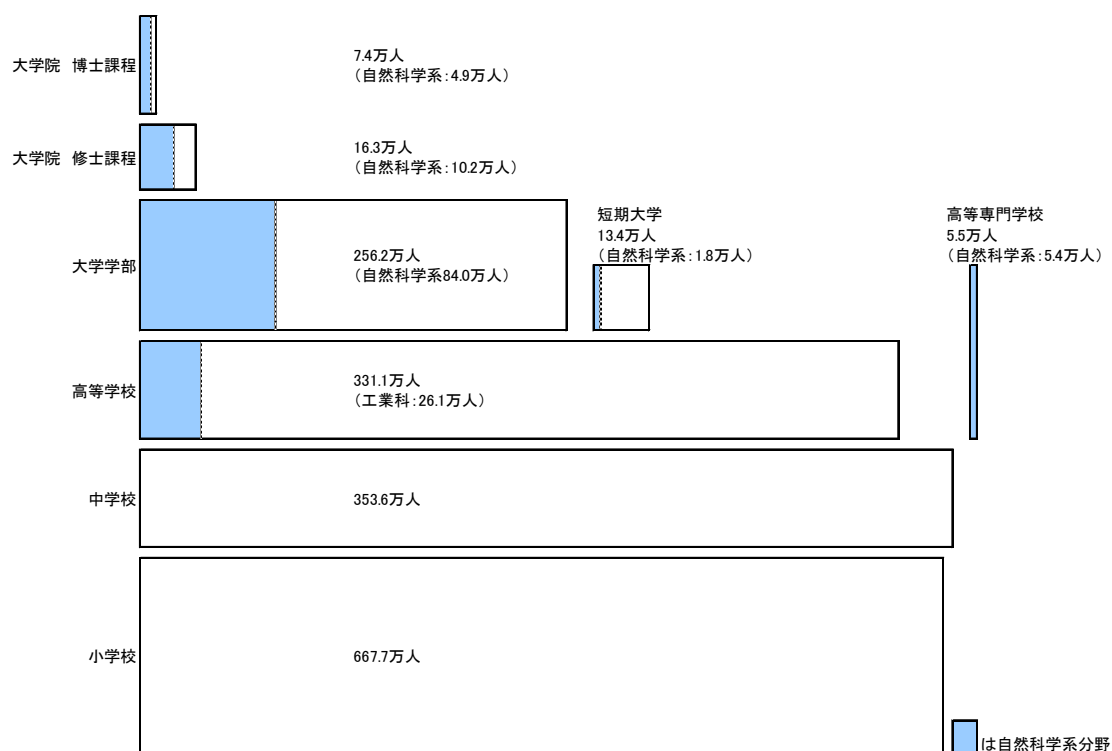 大学院 博士課程
7.4万人
（自然科学系：4.9万人）
大学院 修士課程
16.3万人
（自然科学系：10.2万人）
大学学部
256.2万人
（自然科学系84.0万人）
短期大学
13.4万人
（自然科学系：1.8万人）
高等専門学校
5.5万人
（自然科学系：5.4万人）
高等学校
331.1万人
（工業科：26.1万人）
中学校
353.6万人
小学校
667.7万人
は自然科学系分野